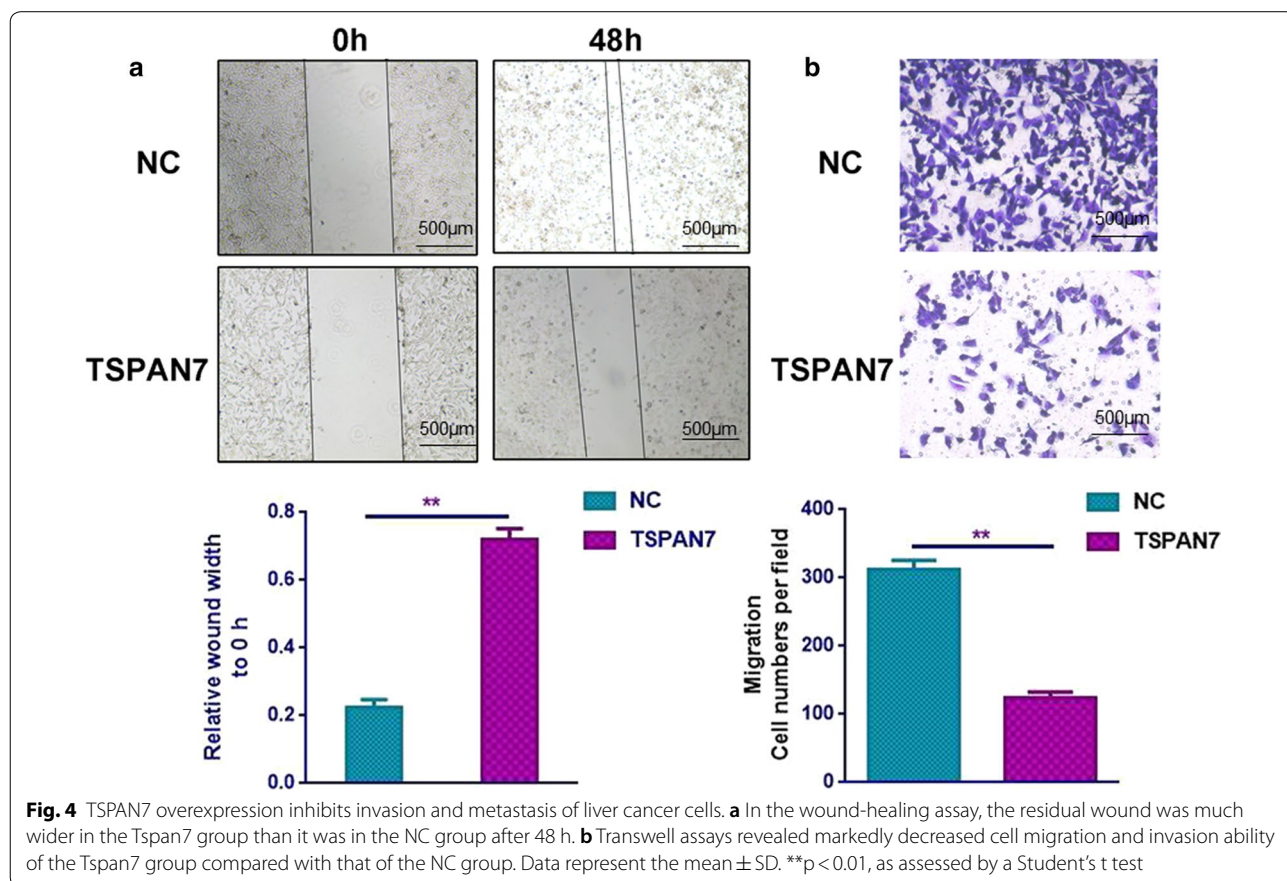 0h 48h
a b
NC NC
500µm 500µm 500µm
TSPAN7 TSPAN7
500µm 500µm 500µm
NC
TSPAN7
**
Relative wound width
to 0 h
0.8
0.6
0.4
0.2
0.0
NC
TSPAN7
**
Migration
Cell numbers per field
400
300
200
100
0
Fig. 4 TSPAN7 overexpression inhibits invasion and metastasis of liver cancer cells. a In the wound-healing assay, the residual wound was much
wider in the Tspan7 group than it was in the NC group after 48 h. b Transwell assays revealed markedly decreased cell migration and invasion ability
of the Tspan7 group compared with that of the NC group. Data represent the mean ± SD. **p < 0.01, as assessed by a Student's t test